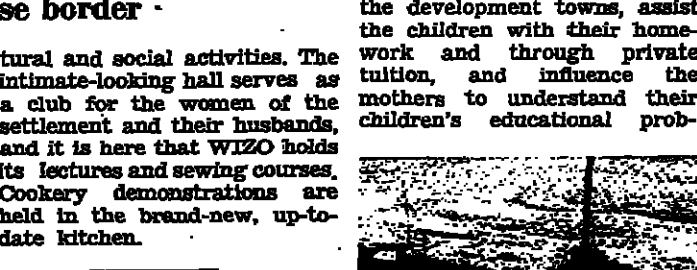 se border
tural and social activities. The
intimate-looking hall serves as
a club for the women of the
settlement and their husbands,
and it is here that WIZO holds
its lectures and sewing courses.
Cookery demonstrations are
held in the brand-new, up-to-
date kitchen.
the development towns, assist
the children with their home-
work and through private
tuition, and influence the
mothers to understand their
children's educational prob-